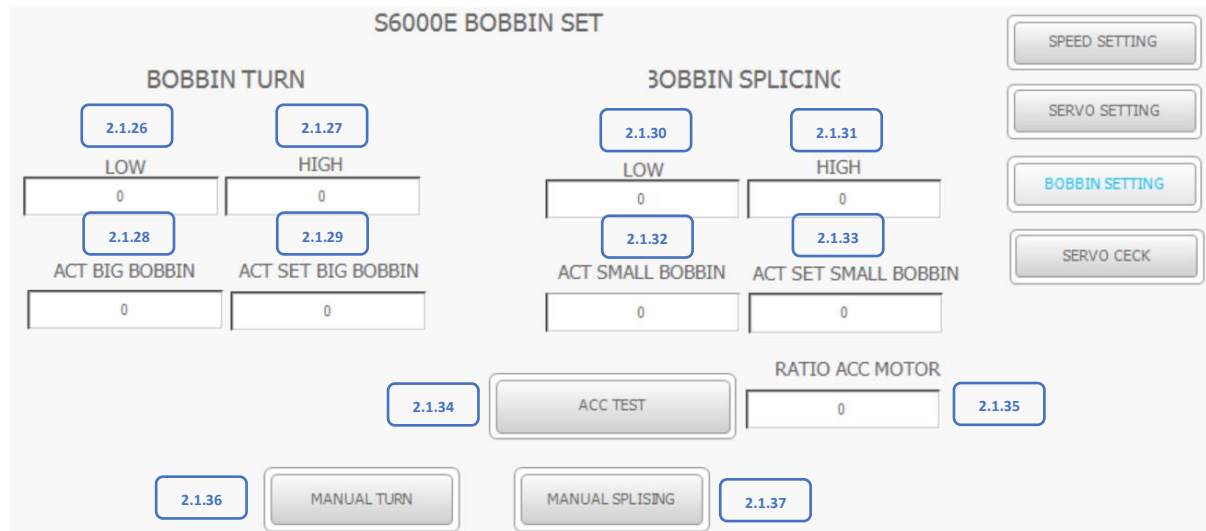 S6000E BOBBIN SET
SPEED SETTING
BOBBIN TURN
BOBBIN SPLICING
SERVO SETTING
2.1.26
2.1.27
2.1.30
2.1.31
LOW
HIGH
LOW
HIGH
BOBBIN SETTING
0
0
0
0
2.1.28
2.1.29
2.1.32
2.1.33
SERVO CECK
ACT BIG BOBBIN
ACT SET BIG BOBBIN
ACT SMALL BOBBIN
ACT SET SMALL BOBBIN
0
0
0
0
RATIO ACC MOTOR
2.1.34
ACC TEST
0
2.1.35
2.1.36
MANUAL TURN
MANUAL SPLISING
2.1.37